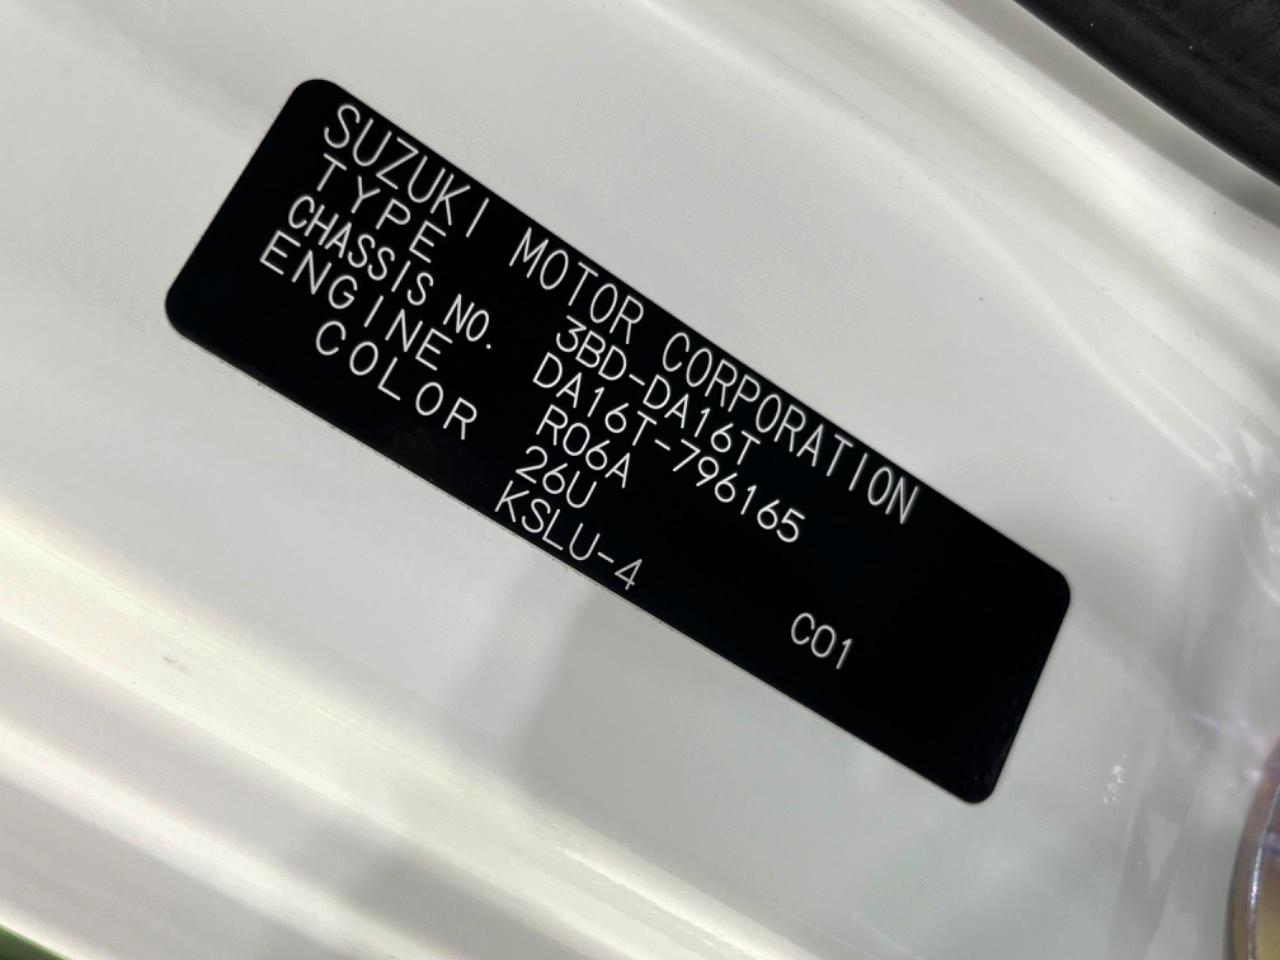 SUZUKI MOTOR CORPORATION
TYPE 3BD-DA16T
CHASSIS NO. DA16T-796165
ENGINE R06A
COLOR 26U
KSLU-4 C01